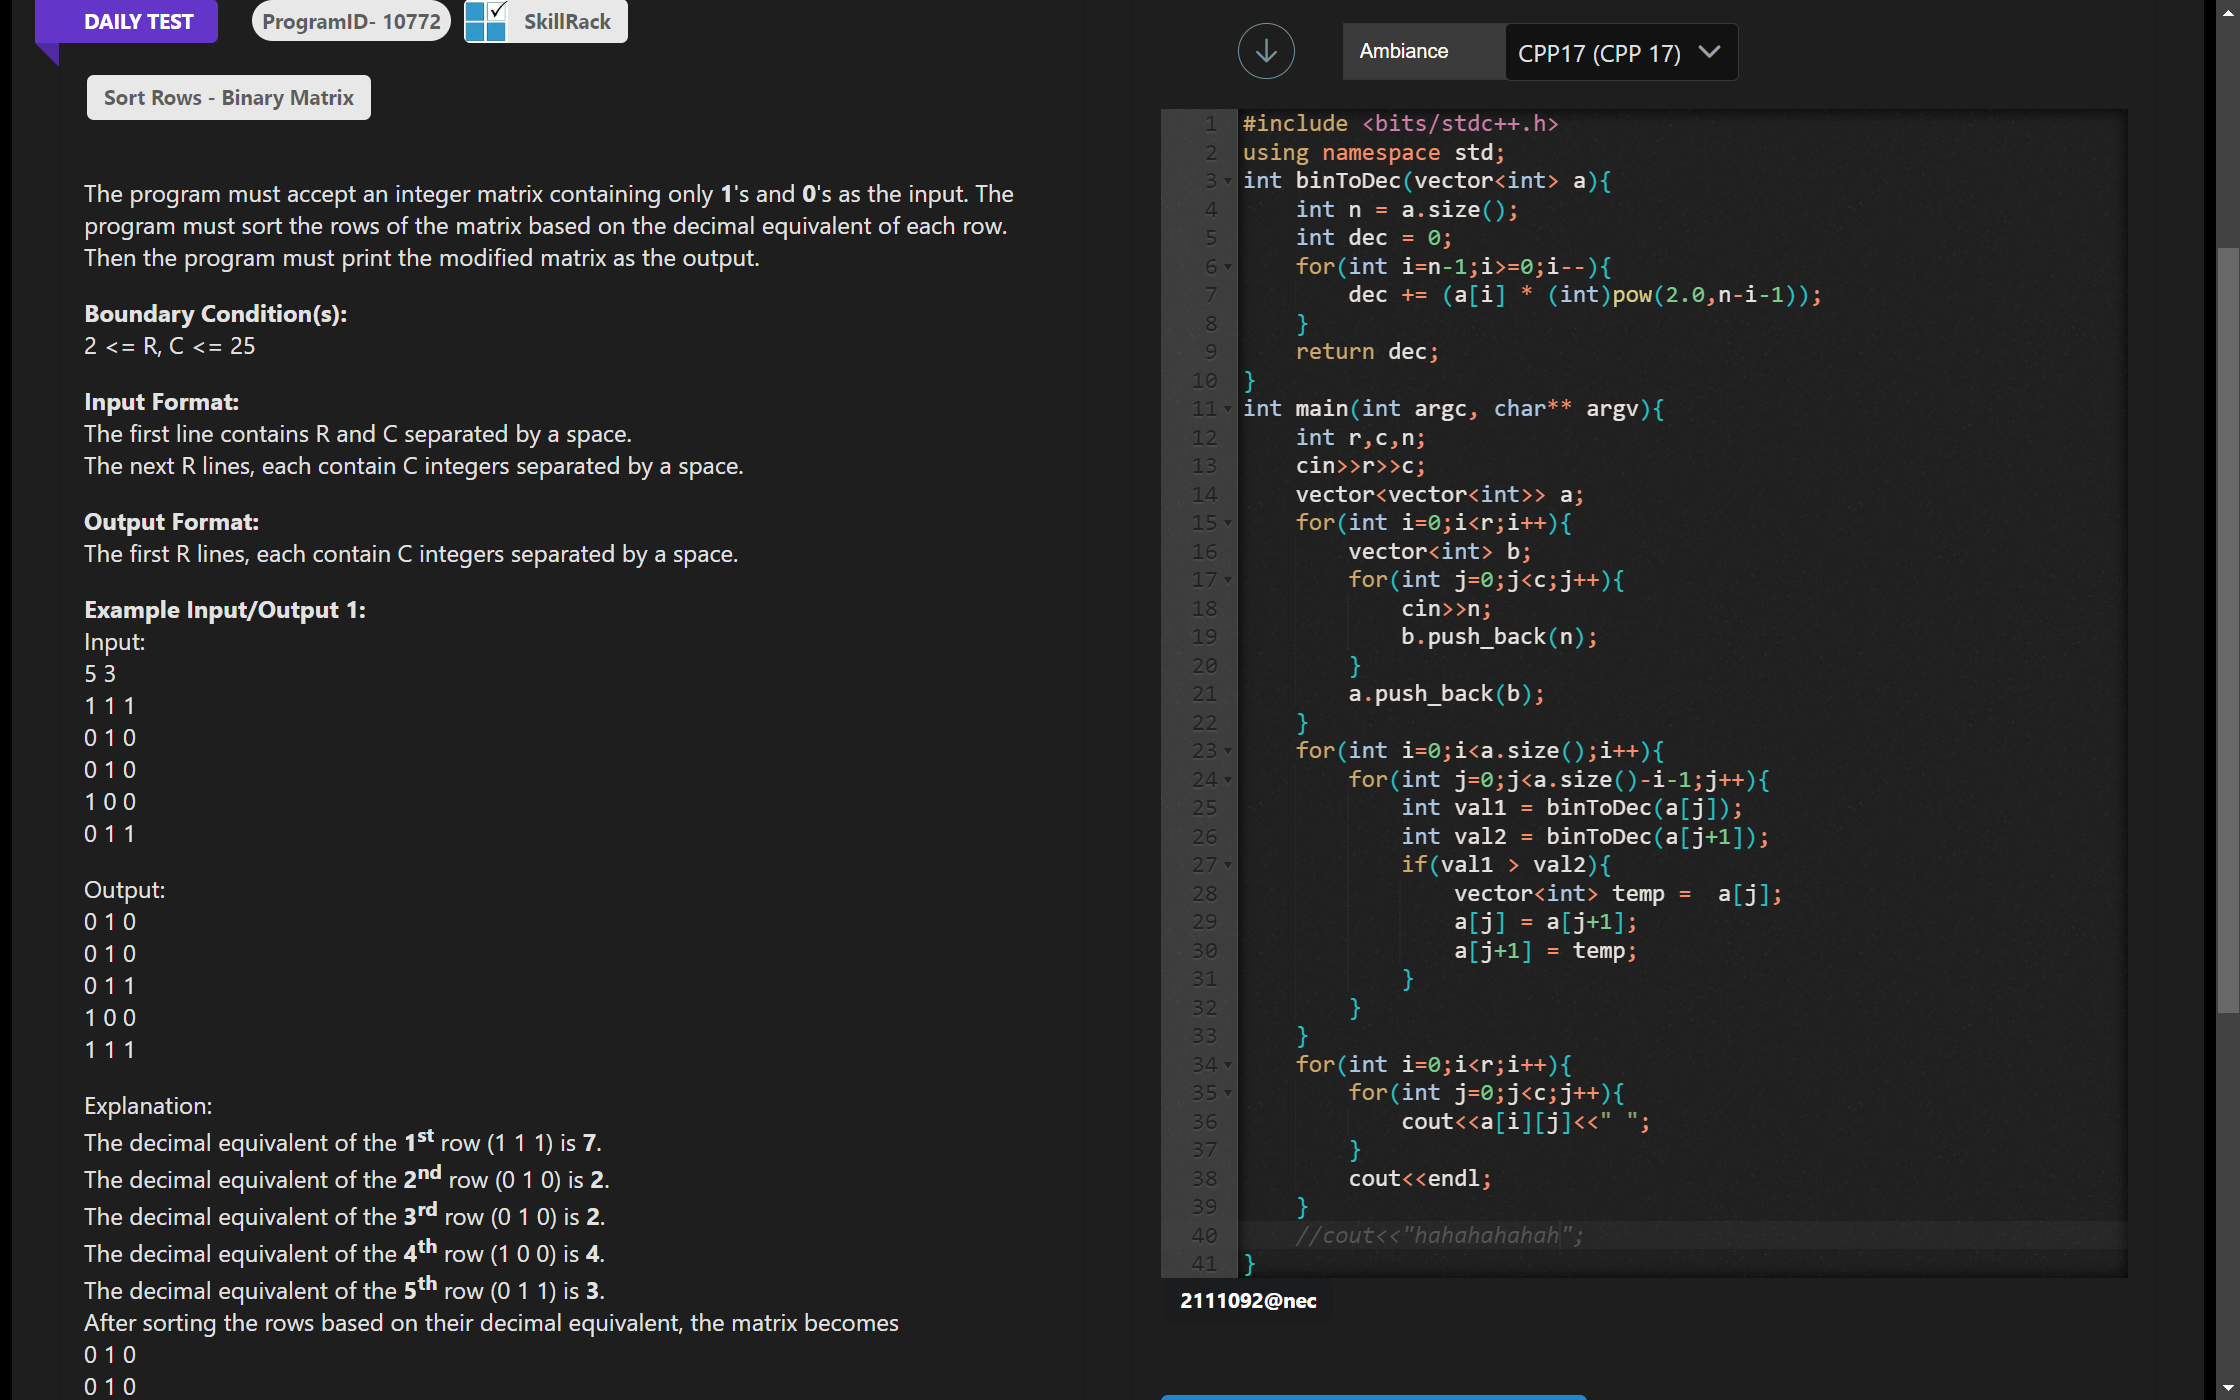 DAILY TEST
ProgramID- 10772
SkillRack
Sort Rows - Binary Matrix
The program must accept an integer matrix containing only 1's and 0's as the input. The
program must sort the rows of the matrix based on the decimal equivalent of each row.
Then the program must print the modified matrix as the output.
Boundary Condition(s):
2 <= R, C <= 25
Input Format:
The first line contains R and C separated by a space.
The next R lines, each contain C integers separated by a space.
Output Format:
The first R lines, each contain C integers separated by a space.
Example Input/Output 1:
Input:
5 3
1 1 1
0 1 0
0 1 0
1 0 0
0 1 1
Output:
0 1 0
0 1 0
0 1 1
1 0 0
1 1 1
Explanation:
The decimal equivalent of the 1st row (1 1 1) is 7.
The decimal equivalent of the 2nd row (0 1 0) is 2.
The decimal equivalent of the 3rd row (0 1 0) is 2.
The decimal equivalent of the 4th row (1 0 0) is 4.
The decimal equivalent of the 5th row (0 1 1) is 3.
After sorting the rows based on their decimal equivalent, the matrix becomes
0 1 0
0 1 0
Ambiance
CPP17 (CPP 17)
1 #include <bits/stdc++.h>
2 using namespace std;
3 int binToDec(vector<int> a){
4     int n = a.size();
5     int dec = 0;
6     for(int i=n-1;i>=0;i--){
7         dec += (a[i] * (int)pow(2.0,n-i-1));
8     }
9     return dec;
10 }
11 int main(int argc, char** argv){
12     int r,c,n;
13     cin>>r>>c;
14     vector<vector<int>> a;
15     for(int i=0;i<r;i++){
16         vector<int> b;
17         for(int j=0;j<c;j++){
18             cin>>n;
19             b.push_back(n);
20         }
21         a.push_back(b);
22     }
23     for(int i=0;i<a.size();i++){
24         for(int j=0;j<a.size()-i-1;j++){
25             int val1 = binToDec(a[j]);
26             int val2 = binToDec(a[j+1]);
27             if(val1 > val2){
28                 vector<int> temp =  a[j];
29                 a[j] = a[j+1];
30                 a[j+1] = temp;
31             }
32         }
33     }
34     for(int i=0;i<r;i++){
35         for(int j=0;j<c;j++){
36             cout<<a[i][j]<<" ";
37         }
38         cout<<endl;
39     }
40     //cout<<"hahahahahah";
41 }
2111092@nec